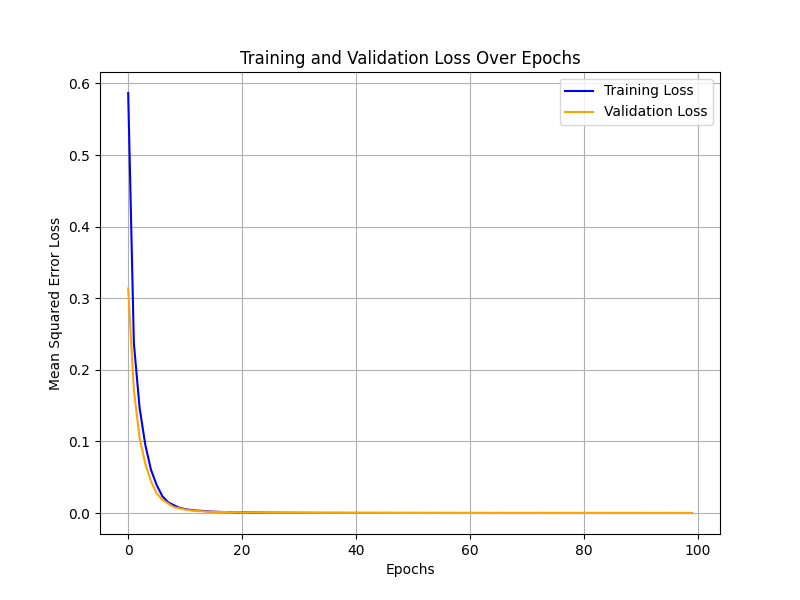 Training and Validation Loss Over Epochs
Training Loss
Validation Loss
Mean Squared Error Loss
0.6
0.5
0.4
0.3
0.2
0.1
0.0
0 20 40 60 80 100
Epochs